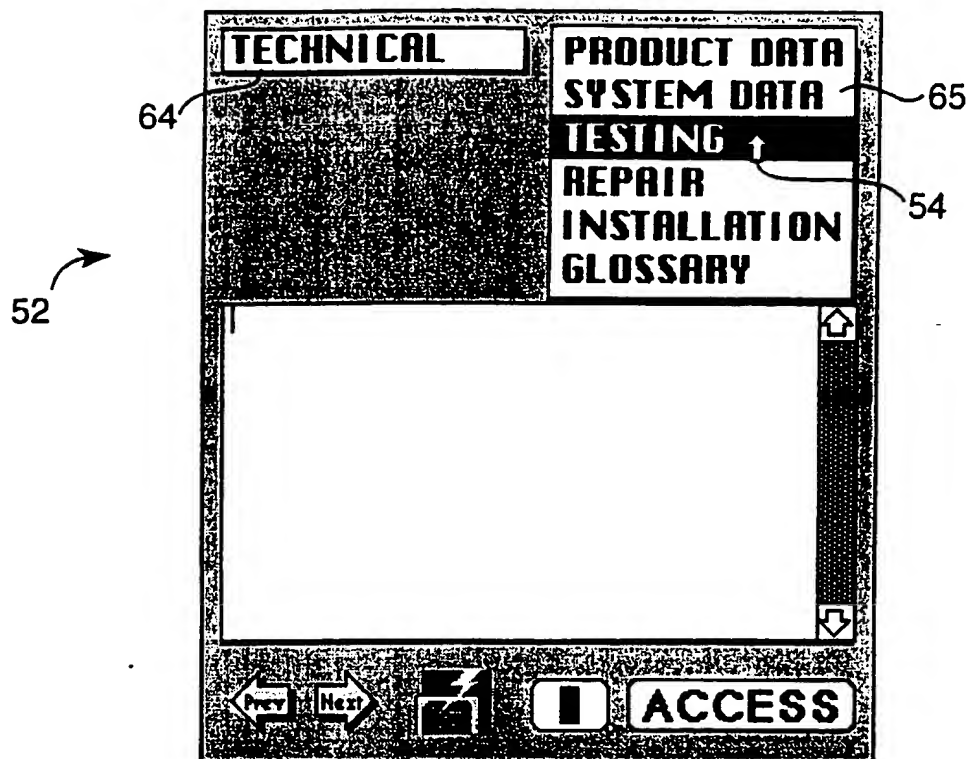 TECHNICAL
PRODUCT DATA
SYSTEM DATA
TESTING
REPAIR
INSTALLATION
GLOSSARY
64
65
54
52
Prev
Next
ACCESS